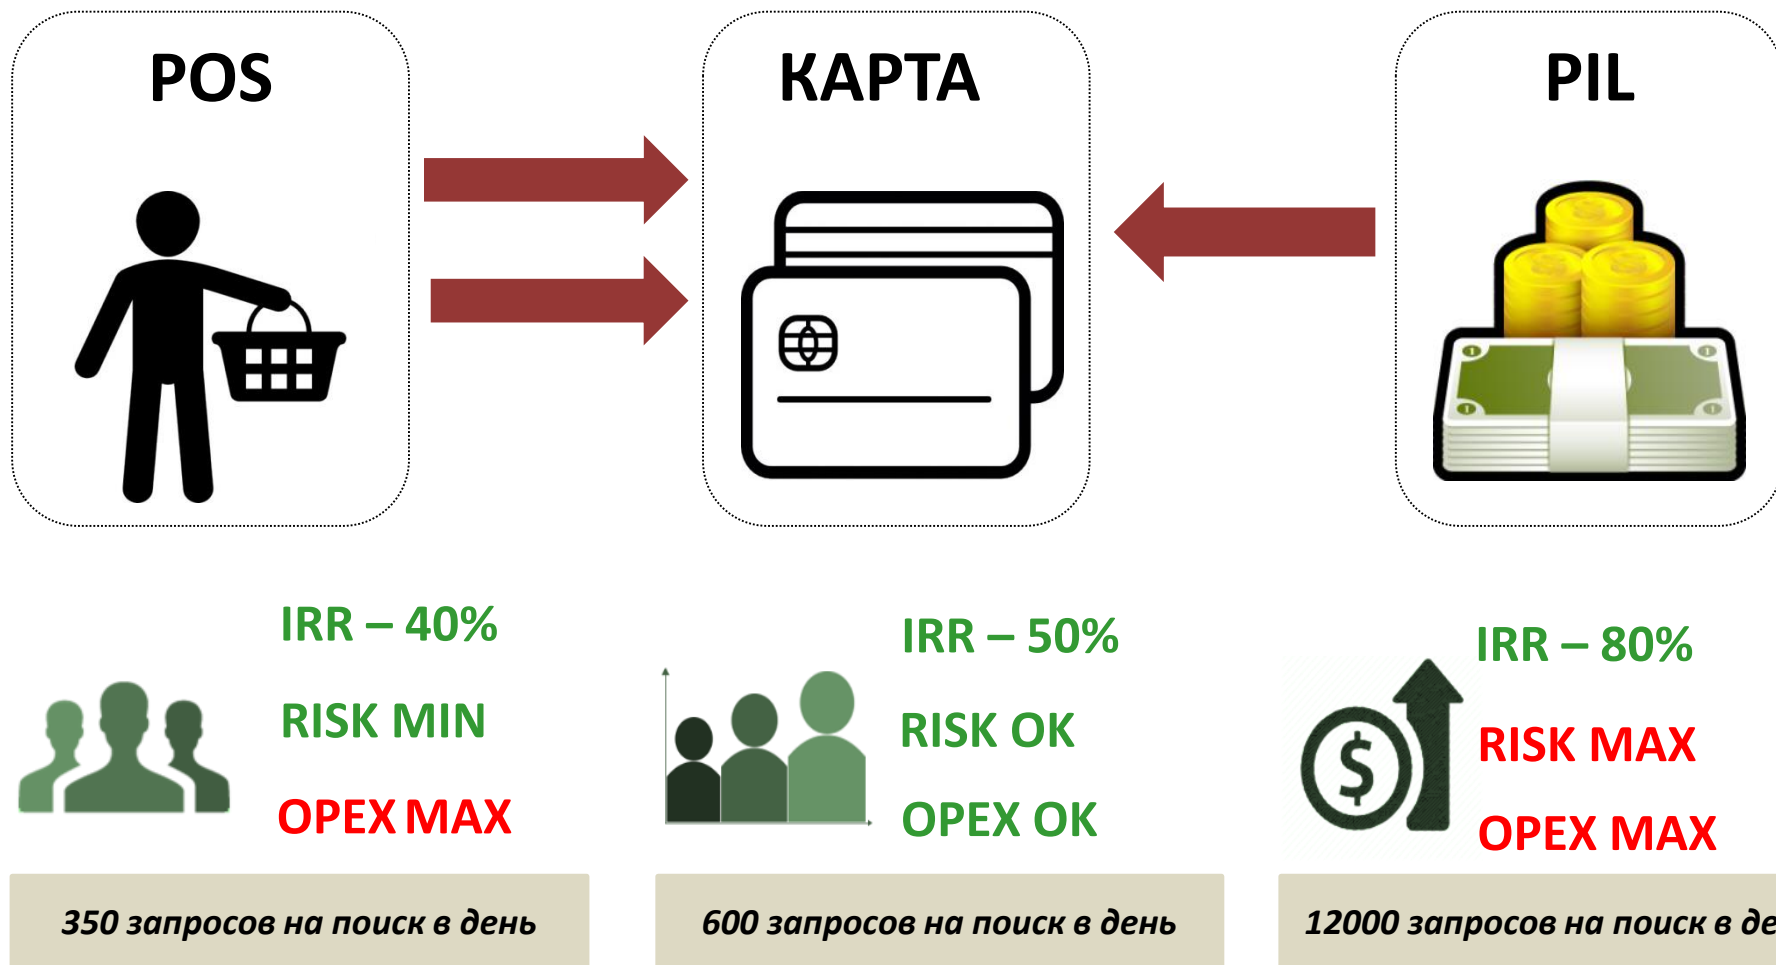 POS
КАРТА
PIL
IRR – 40%
RISK MIN
OPEX MAX
350 запросов на поиск в день
IRR – 50%
RISK OK
OPEX OK
600 запросов на поиск в день
IRR – 80%
RISK MAX
OPEX MAX
12000 запросов на поиск в де